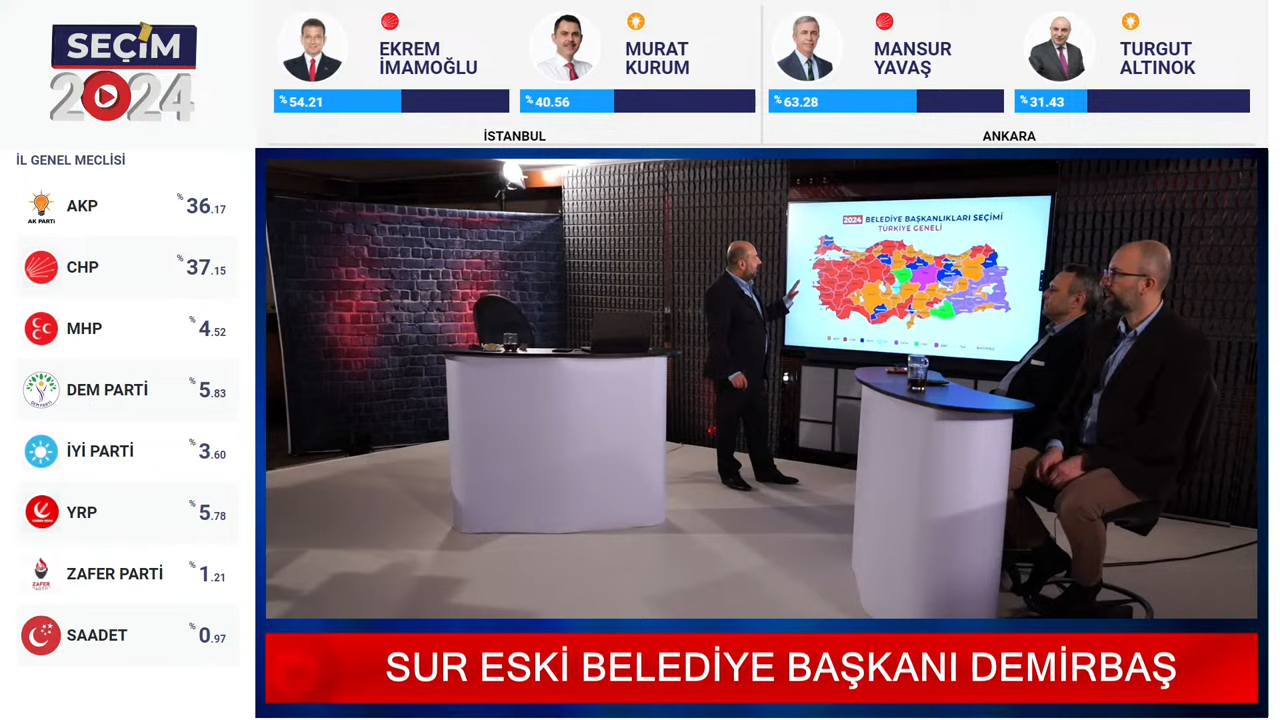 SEÇİM
2024
EKREM
İMAMOĞLU
%54.21
MURAT
KURUM
%40.56
İSTANBUL
MANSUR
YAVAŞ
%63.28
TURGUT
ALTINOK
%31.43
ANKARA
İL GENEL MECLİSİ
AK PARTİ
AKP %36.17
CHP %37.15
MHP %4.52
DEM PARTİ %5.83
İYİ PARTİ %3.60
YRP %5.78
ZAFER
ZAFER PARTİ %1.21
SAADET %0.97
2024 BELEDİYE BAŞKANLIKLARI SEÇİMİ
TÜRKİYE GENELİ
SUR ESKİ BELEDİYE BAŞKANI DEMİRBAŞ